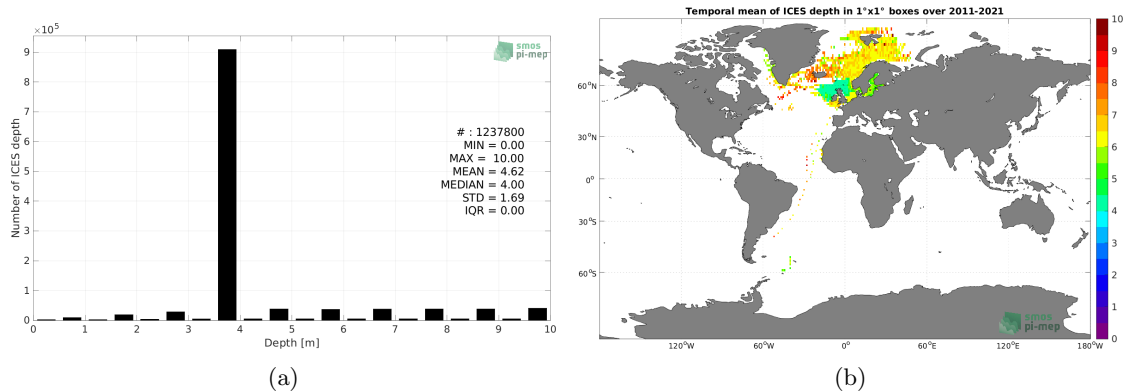 ×10⁵
9
8
7
6
5
4
3
2
1
0
Number of ICES depth
smos
pi-mep
# : 1237800
MIN = 0.00
MAX = 10.00
MEAN = 4.62
MEDIAN = 4.00
STD = 1.69
IQR = 0.00
0 1 2 3 4 5 6 7 8 9 10
Depth [m]
(a)
Temporal mean of ICES depth in 1°x1° boxes over 2011-2021
60°N
30°N
0°
30°S
60°S
120°W 60°W 0° 60°E 120°E 180°W
smos
pi-mep
10
9
8
7
6
5
4
3
2
1
0
(b)